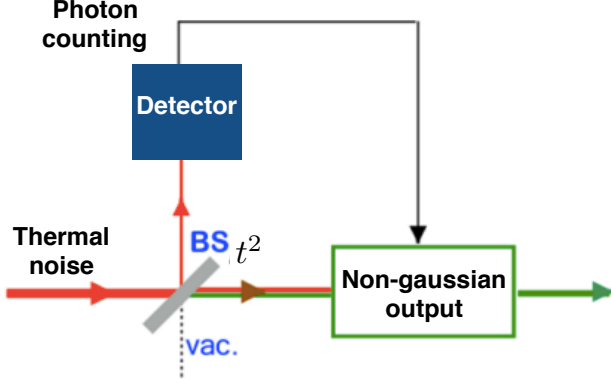 Photon
counting
Detector
BS t²
Thermal
noise
Non-gaussian
output
vac.